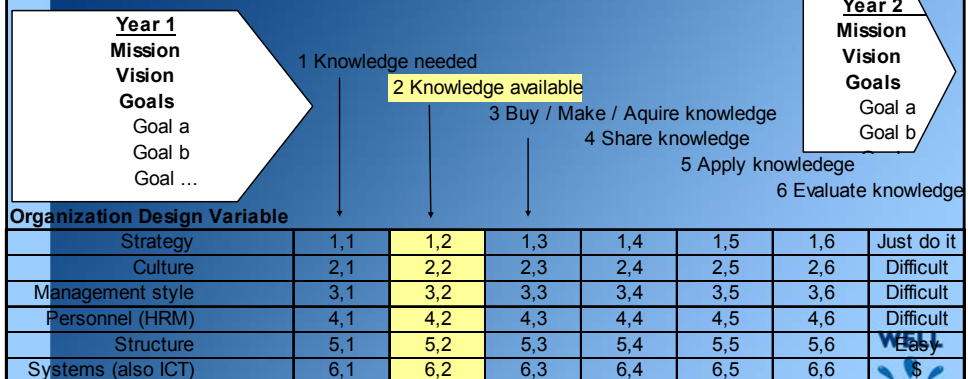 Year 1
Mission
Vision
Goals
Goal a
Goal b
Goal ...
1 Knowledge needed
2 Knowledge available
3 Buy / Make / Aquire knowledge
4 Share knowledge
5 Apply knowledege
6 Evaluate knowledge
Year 2
Mission
Vision
Goals
Goal a
Goal b
Organization Design Variable
Strategy 1,1 1,2 1,3 1,4 1,5 1,6 Just do it
Culture 2,1 2,2 2,3 2,4 2,5 2,6 Difficult
Management style 3,1 3,2 3,3 3,4 3,5 3,6 Difficult
Personnel (HRM) 4,1 4,2 4,3 4,4 4,5 4,6 Difficult
Structure 5,1 5,2 5,3 5,4 5,5 5,6 Easy
WELL
Systems (also ICT) 6,1 6,2 6,3 6,4 6,5 6,6 $